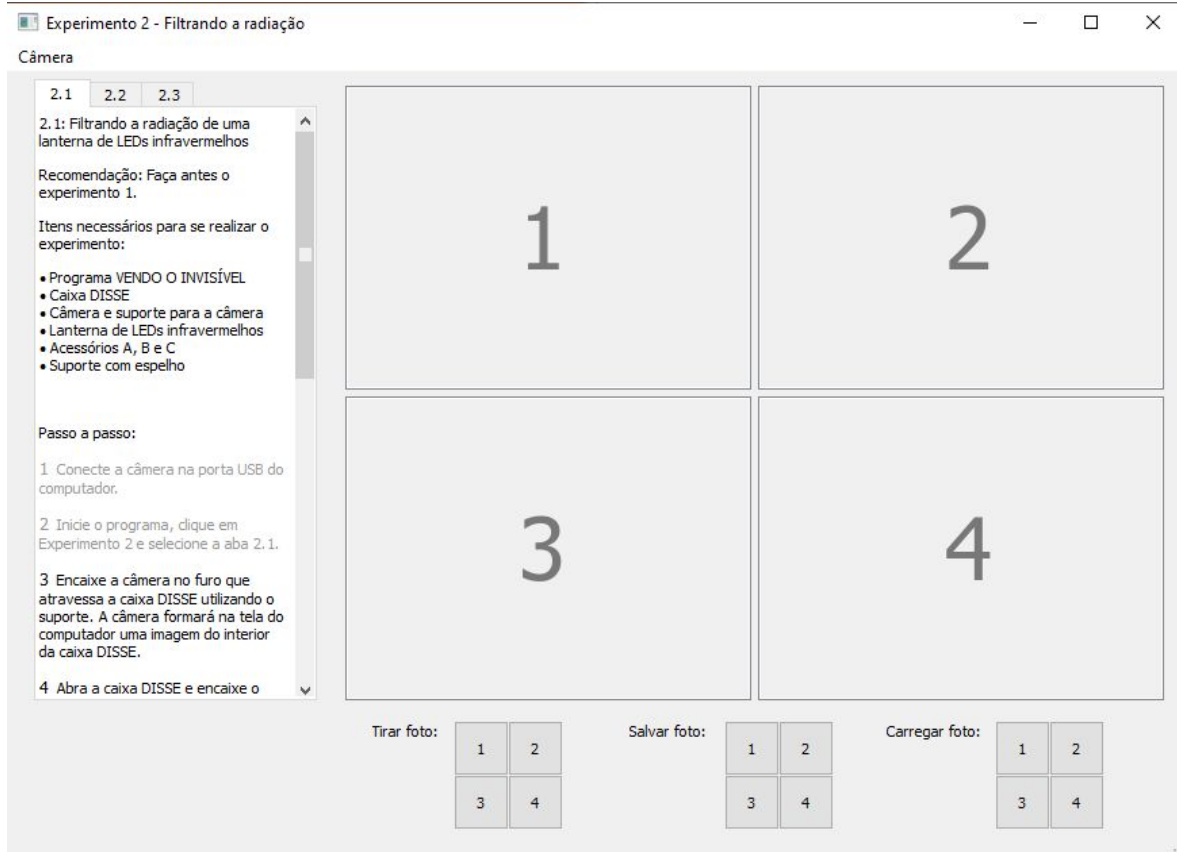 Experimento 2 - Filtrando a radiação
Câmera
2.1 2.2 2.3
2.1: Filtrando a radiação de uma
lanterna de LEDs infravermelhos
Recomendação: Faça antes o
experimento 1.
Itens necessários para se realizar o
experimento:
• Programa VENDO O INVISÍVEL
• Caixa DISSE
• Câmera e suporte para a câmera
• Lanterna de LEDs infravermelhos
• Acessórios A, B e C
• Suporte com espelho
Passo a passo:
1 Conecte a câmera na porta USB do
computador.
2 Inicie o programa, clique em
Experimento 2 e selecione a aba 2.1.
3 Encaixe a câmera no furo que
atravessa a caixa DISSE utilizando o
suporte. A câmera formará na tela do
computador uma imagem do interior
da caixa DISSE.
4 Abra a caixa DISSE e encaixe o
1 2
3 4
Tirar foto: 1 2 Salvar foto: 1 2 Carregar foto: 1 2
3 4 3 4 3 4